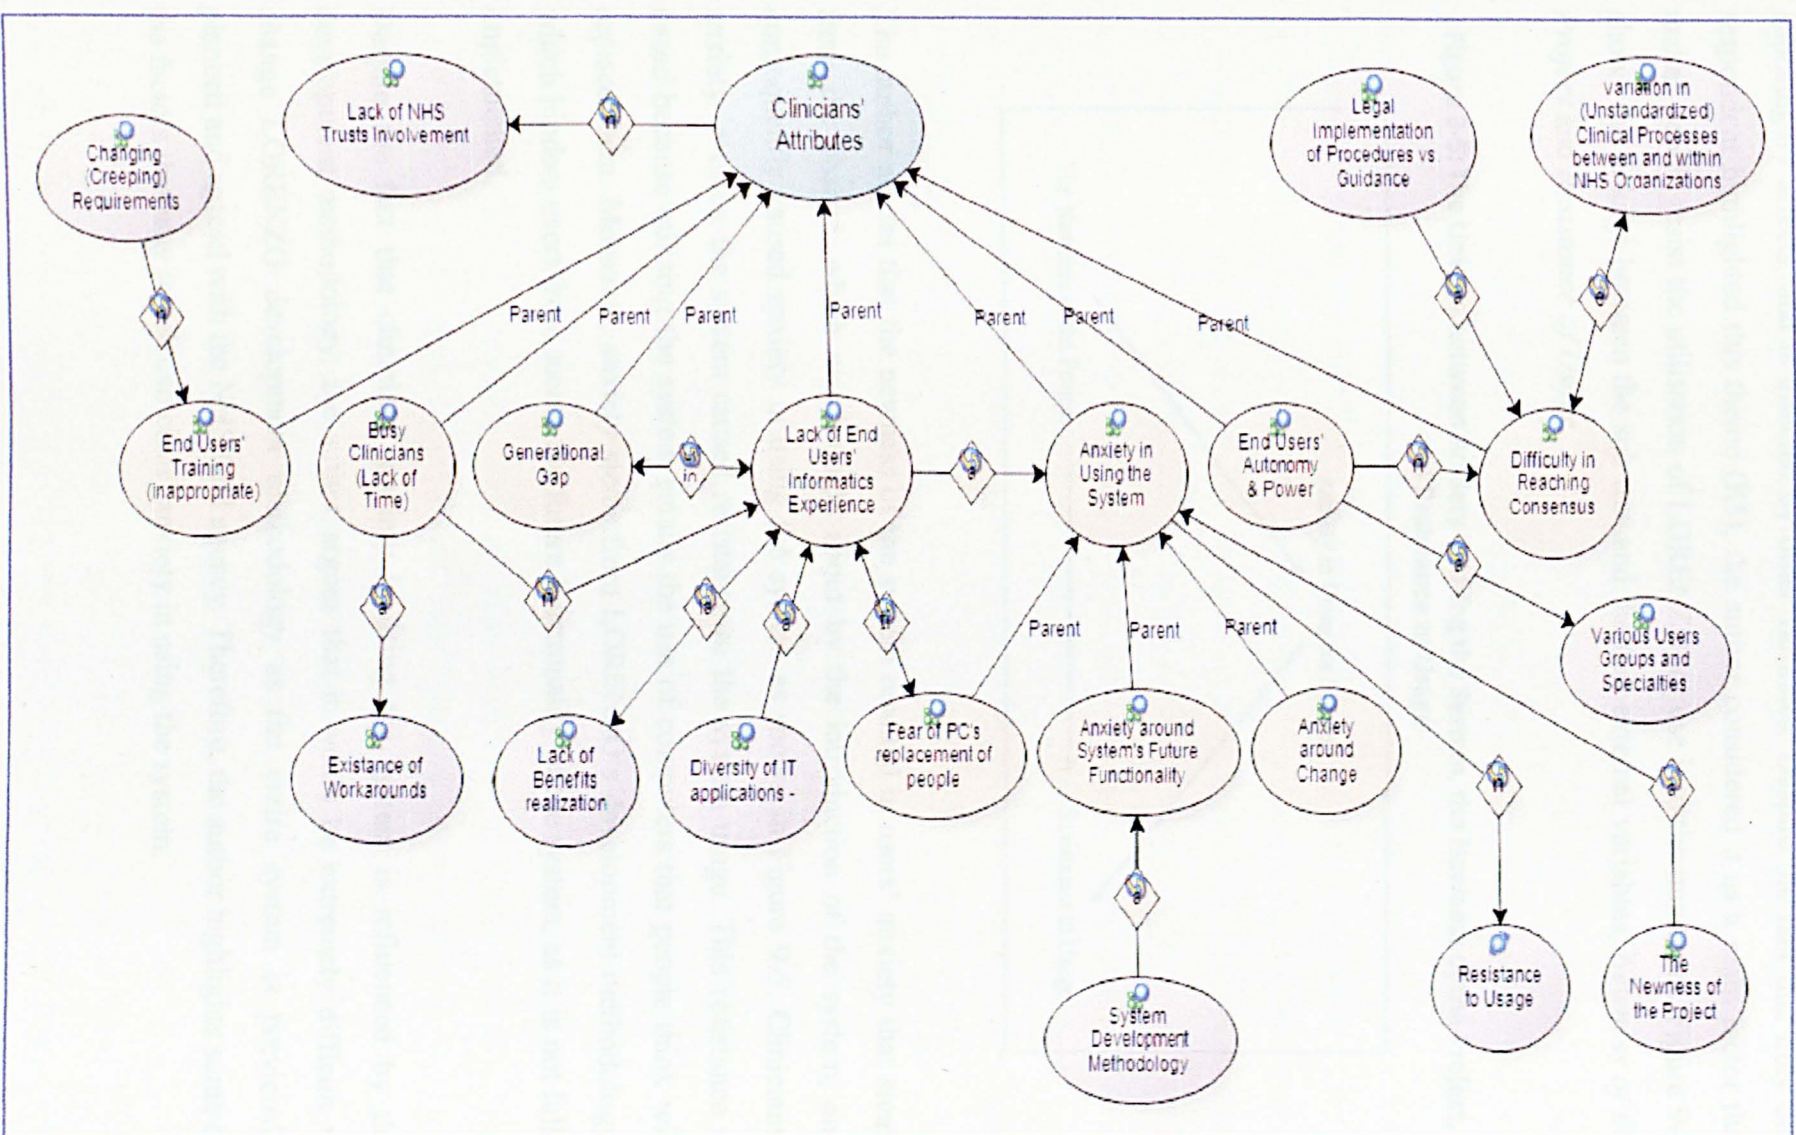 Lack of NHS
Trusts Involvement
Clinicians'
Attributes
Legal
Implementation
of Procedures vs.
Guidance
Variation in
(Unstandardized)
Clinical Processes
between and within
NHS Organizations
Changing
(Creeping)
Requirements
Parent
Parent
Parent
Parent
Parent
Parent
Parent
End Users'
Training
(inappropriate)
Busy
Clinicians
(Lack of
Time)
Generational
Gap
Lack of End
Users'
Informatics
Experience
Anxiety in
Using the
System
End Users'
Autonomy
& Power
Difficulty in
Reaching
Consensus
Various Users
Groups and
Specialties
Parent
Parent
Parent
Existance of
Workarounds
Lack of
Benefits
realization
Diversity of IT
applications -
Fear of PC's
replacement of
people
Anxiety around
System's Future
Functionality
Anxiety
around
Change
Resistance
to Usage
The
Newness of
the Project
System
Development
Methodology